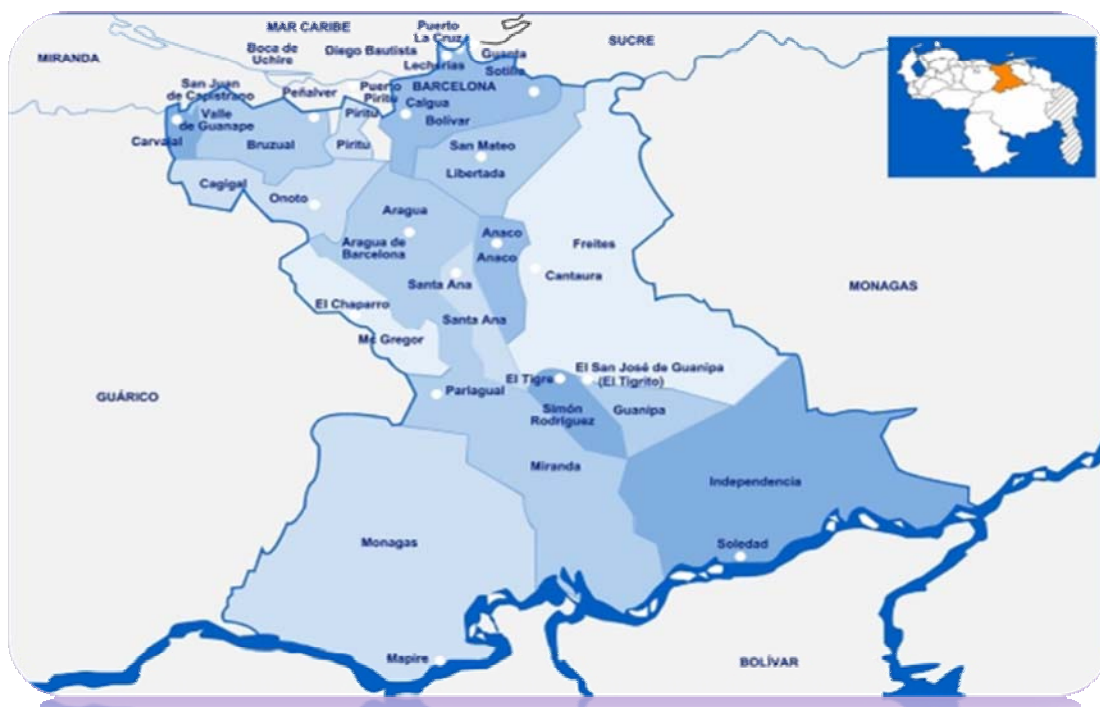 MAR CARIBE
Puerto
La Cruz
MIRANDA
Boca de
Uchire
Diego Bautista
Guanta
SUCRE
Lecherías
Sotillo
San Juan
de Capistrano
Peñalver
Puerto
Píritu
BARCELONA
Caigua
Valle
de Guanape
Píritu
Bolívar
Carvajal
Bruzual
Píritu
San Mateo
Libertada
Cagigal
Onoto
Aragua
Aragua de
Barcelona
Anaco
Anaco
Freites
Cantaura
Santa Ana
MONAGAS
El Chaparro
Santa Ana
Mc Gregor
GUÁRICO
El Tigre
El San José de Guanipa
(El Tigrito)
Pariagual
Simón
Rodríguez
Guanipa
Miranda
Independencia
Monagas
Soledad
Mapire
BOLÍVAR